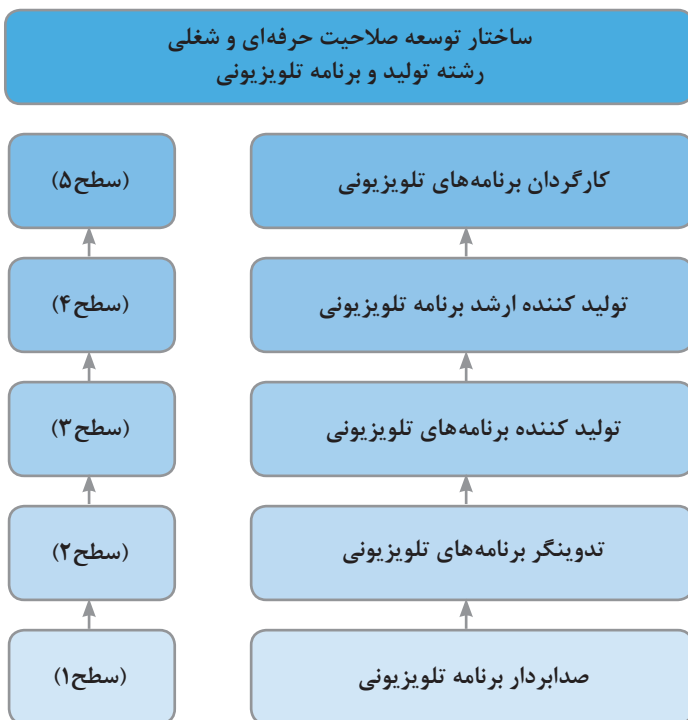 ساختار توسعه صلاحیت حرفه‌ای و شغلی
رشته تولید و برنامه تلویزیونی
کارگردان برنامه‌های تلویزیونی
(سطح۵)
تولید کننده ارشد برنامه تلویزیونی
(سطح۴)
تولید کننده برنامه‌های تلویزیونی
(سطح۳)
تدوینگر برنامه‌های تلویزیونی
(سطح۲)
صدابردار برنامه تلویزیونی
(سطح۱)